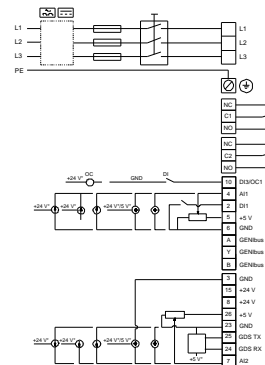 L1
L2
L3
PE
L1
L2
L3
NC
C1
NO
NC
C2
NO
+24 V* OC GND DI
10 DI3/OC1
4 AI1
2 DI1
+24 V* +24 V* +24 V*/5 V*
5 +5 V
6 GND
A GENIbus
Y GENIbus
B GENIbus
3 GND
15 +24 V
8 +24 V
26 +5 V
23 GND
25 GDS TX
24 GDS RX
+24 V* +24 V* +24 V*/5 V*
+5 V*
7 AI2